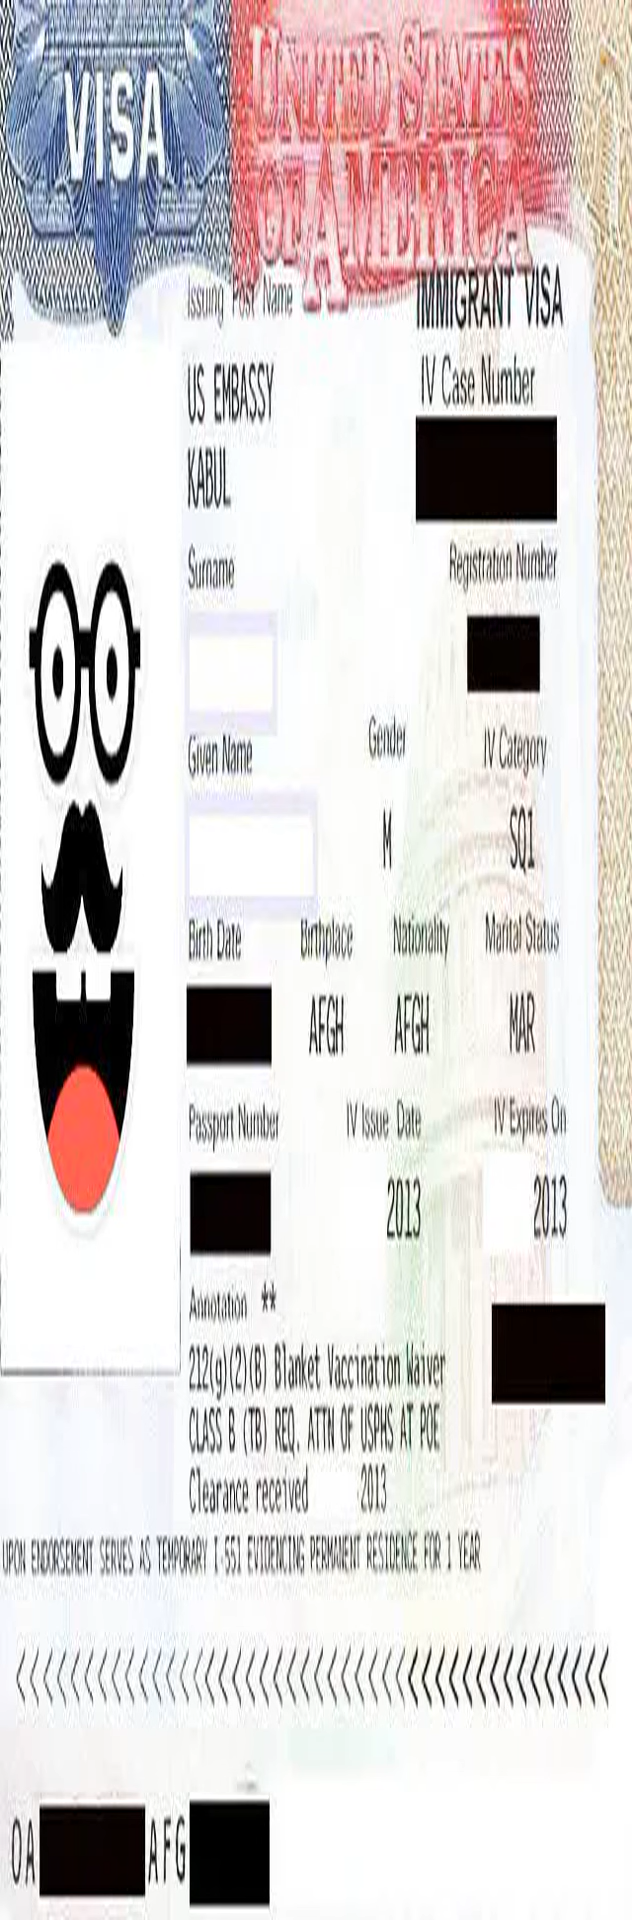 VISA
UNITED STATES
OF AMERICA
Issuing Post Name
IMMIGRANT VISA
US EMBASSY
KABUL
IV Case Number
Surname
Registration Number
Given Name
Gender
IV Category
M
SQ1
Birth Date Birthplace Nationality Marital Status
AFGH AFGH MAR
Passport Number IV Issue Date IV Expires On
2013 2013
Annotation **
212(g)(2)(B) Blanket Vaccination Waiver
CLASS B (TB) REQ. ATTN OF USPHS AT POE
Clearance received 2013
UPON ENDORSEMENT SERVES AS TEMPORARY I-551 EVIDENCING PERMANENT RESIDENCE FOR 1 YEAR
<<<<<<<<<<<<<<<<<<<<<<<<<<<<<<<<<<<<<<<<<<<<
0A AFG